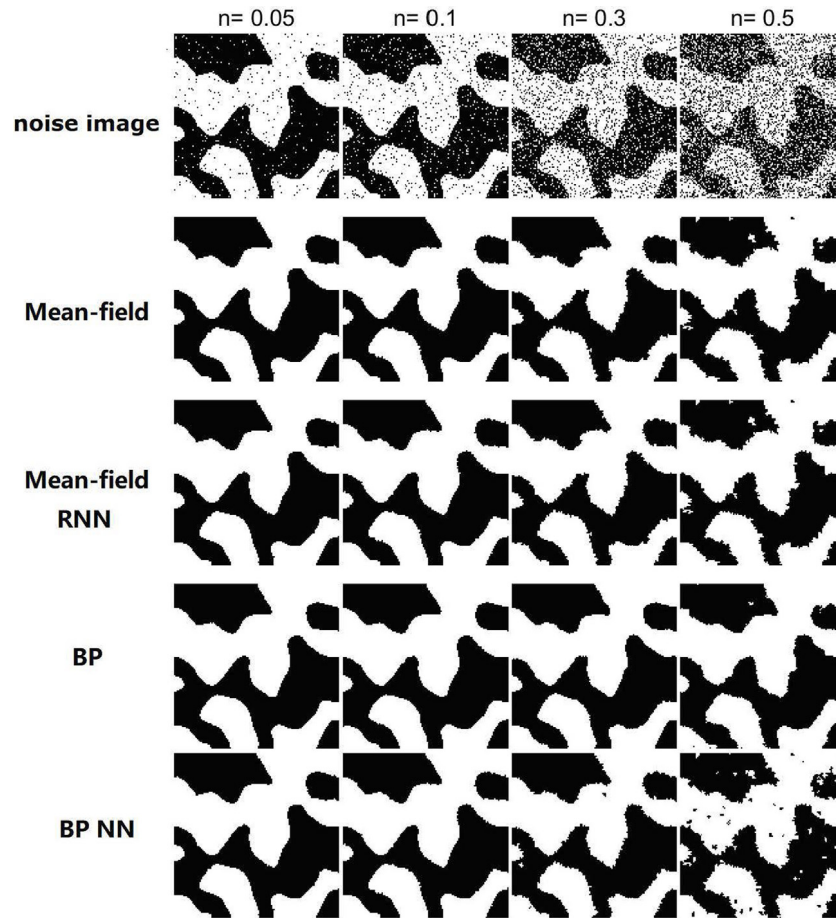 n= 0.05 n= 0.1 n= 0.3 n= 0.5
noise image
Mean-field
Mean-field
RNN
BP
BP NN